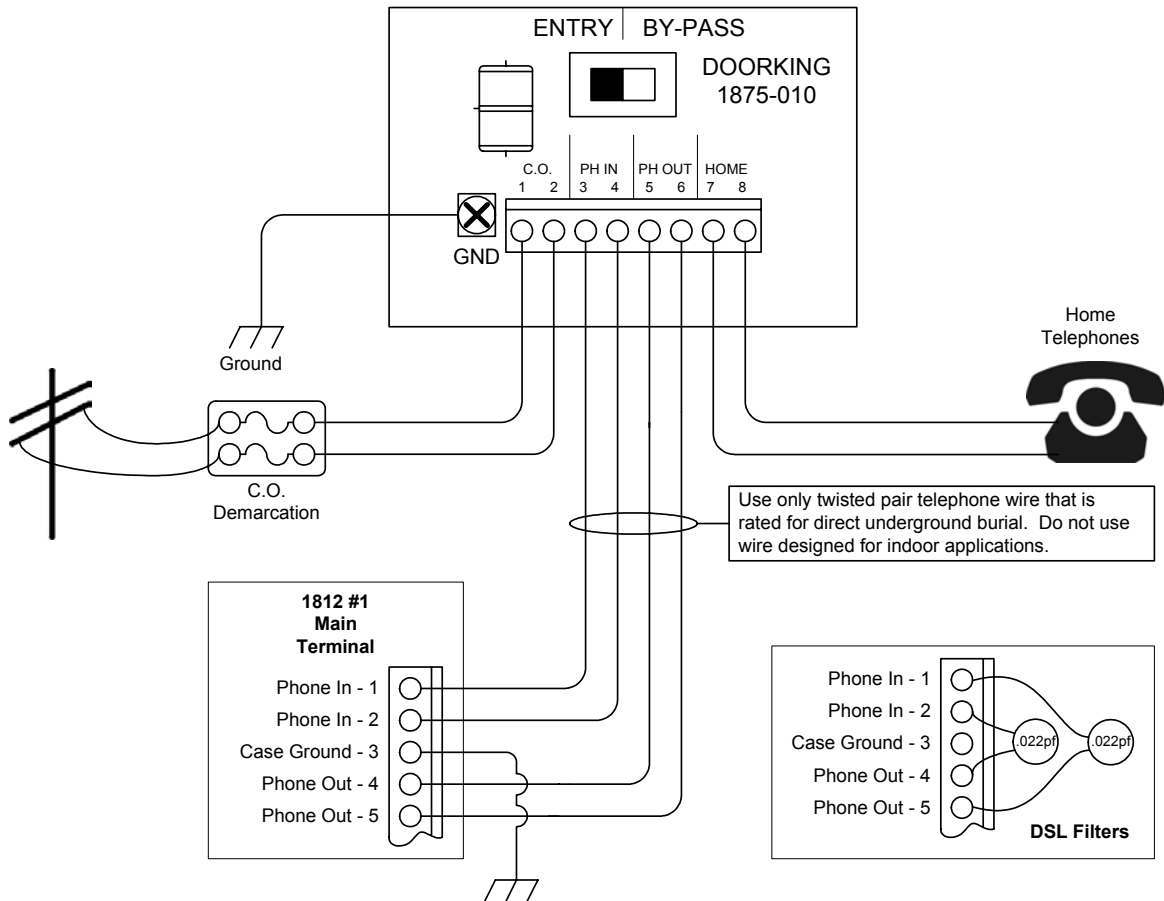 ENTRY BY-PASS
DOORKING
1875-010
C.O. PH IN PH OUT HOME
1 2 3 4 5 6 7 8
GND
Ground
Home
Telephones
C.O.
Demarcation
Use only twisted pair telephone wire that is
rated for direct underground burial. Do not use
wire designed for indoor applications.
1812 #1
Main
Terminal
Phone In - 1
Phone In - 2
Case Ground - 3
Phone Out - 4
Phone Out - 5
Phone In - 1
Phone In - 2
Case Ground - 3
Phone Out - 4
Phone Out - 5
.022pf .022pf
DSL Filters